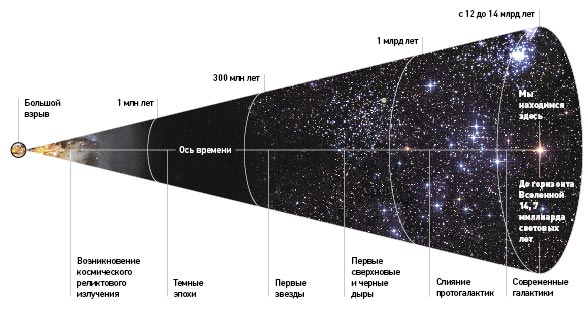 с 12 до 14 млрд лет
1 млрд лет
300 млн лет
Большой
взрыв
1 млн лет
Мы
находимся
здесь
Ось времени
До горизонта
Вселенной
14, 7
миллиарда
световых
лет
Возникновение
космического
реликтового
излучения
Темные
эпохи
Первые
звезды
Первые
сверхновые
и черные
дыры
Слияние
протогалактик
Современные
галактики